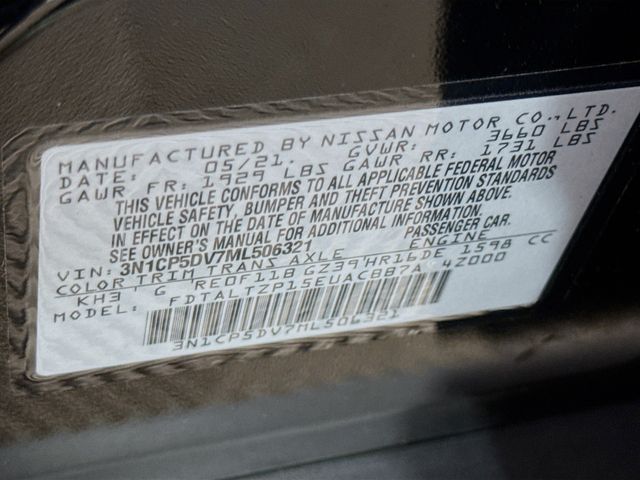 MANUFACTURED BY NISSAN MOTOR CO., LTD.
DATE: 05/21. GVWR: 3660 LBS
GAWR FR: 1929 LBS GAWR RR: 1731 LBS
THIS VEHICLE CONFORMS TO ALL APPLICABLE FEDERAL MOTOR
VEHICLE SAFETY, BUMPER AND THEFT PREVENTION STANDARDS
IN EFFECT ON THE DATE OF MANUFACTURE SHOWN ABOVE.
SEE OWNER'S MANUAL FOR ADDITIONAL INFORMATION.
VIN: 3N1CP5DV7ML506321 PASSENGER CAR.
COLOR TRIM TRANS AXLE ENGINE
KH3 G RE0F11B GZ39 HR16DE 1598 CC
MODEL: FDTALTZP15EUACBB7A 4Z000
3N1CP5DV7ML506321